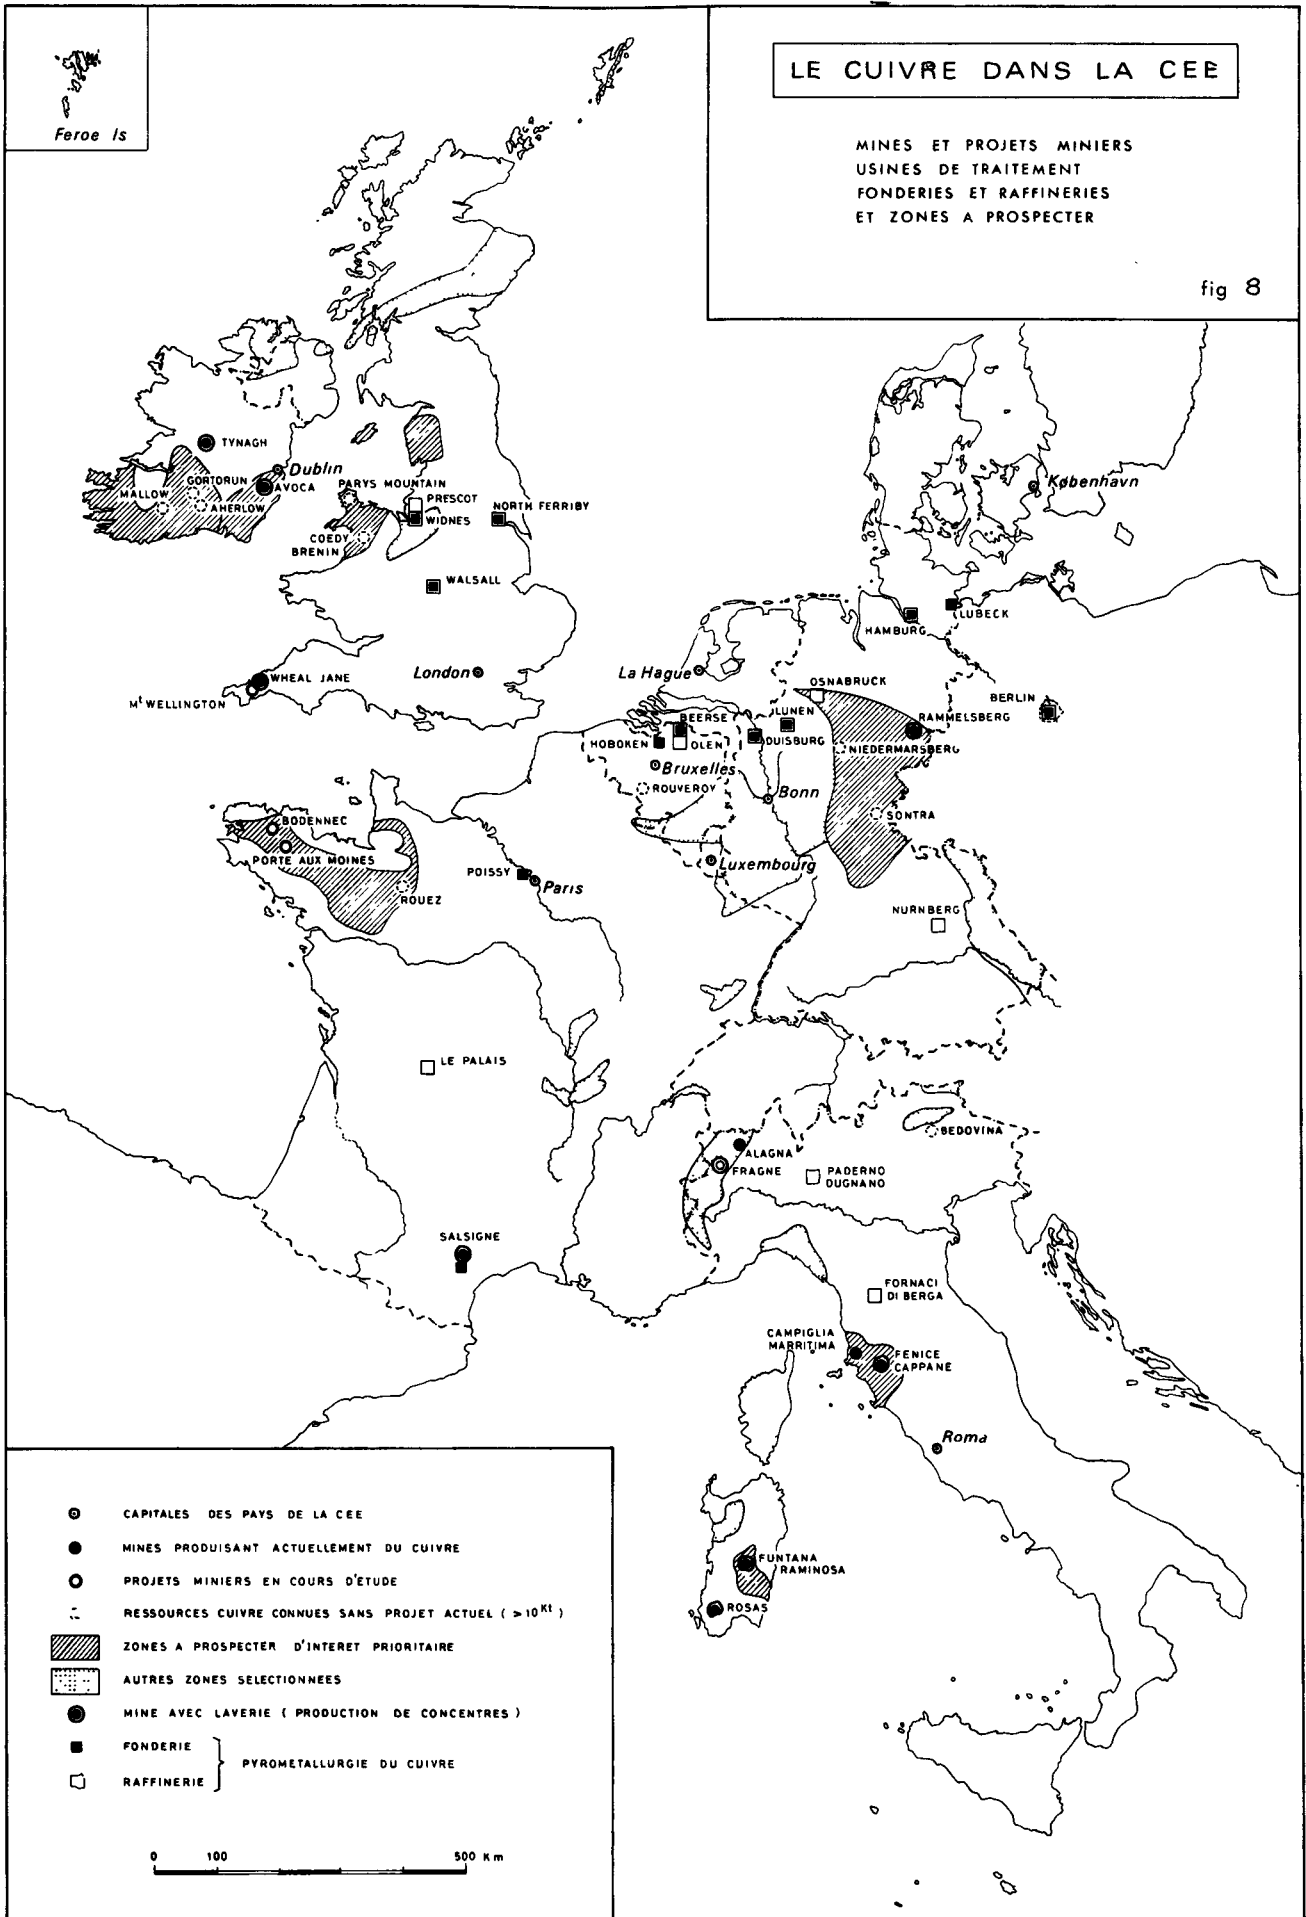 Feroe Is
LE CUIVRE DANS LA CEE
MINES ET PROJETS MINIERS
USINES DE TRAITEMENT
FONDERIES ET RAFFINERIES
ET ZONES A PROSPECTER
fig 8
TYNAGH
Dublin
GORTDRUN
AVOCA
MALLOW
AHERLOW
PARYS MOUNTAIN
PRESCOT
WIDNES
NORTH FERRIBY
COEDY
BRENIN
WALSALL
København
LUBECK
HAMBURG
London
WHEAL JANE
Mt WELLINGTON
La Hague
OSNABRUCK
BERLIN
BEERSE
LUNEN
RAMMELSBERG
HOBOKEN
OLEN
DUISBURG
NIEDERMARSBERG
Bruxelles
ROUVEROY
Bonn
SONTRA
BODENNEC
PORTE AUX MOINES
ROUEZ
POISSY
Paris
Luxembourg
NURNBERG
LE PALAIS
BEDOVINA
ALAGNA
FRAGNE
PADERNO
DUGNANO
SALSIGNE
FORNACI
DI BERGA
CAMPIGLIA
MARRITIMA
FENICE
CAPPANE
Roma
FUNTANA
RAMINOSA
ROSAS
CAPITALES DES PAYS DE LA CEE
MINES PRODUISANT ACTUELLEMENT DU CUIVRE
PROJETS MINIERS EN COURS D'ETUDE
RESSOURCES CUIVRE CONNUES SANS PROJET ACTUEL ( > 10 Kt )
ZONES A PROSPECTER D'INTERET PRIORITAIRE
AUTRES ZONES SELECTIONNEES
MINE AVEC LAVERIE ( PRODUCTION DE CONCENTRES )
FONDERIE
PYROMETALLURGIE DU CUIVRE
RAFFINERIE
0 100 500 Km